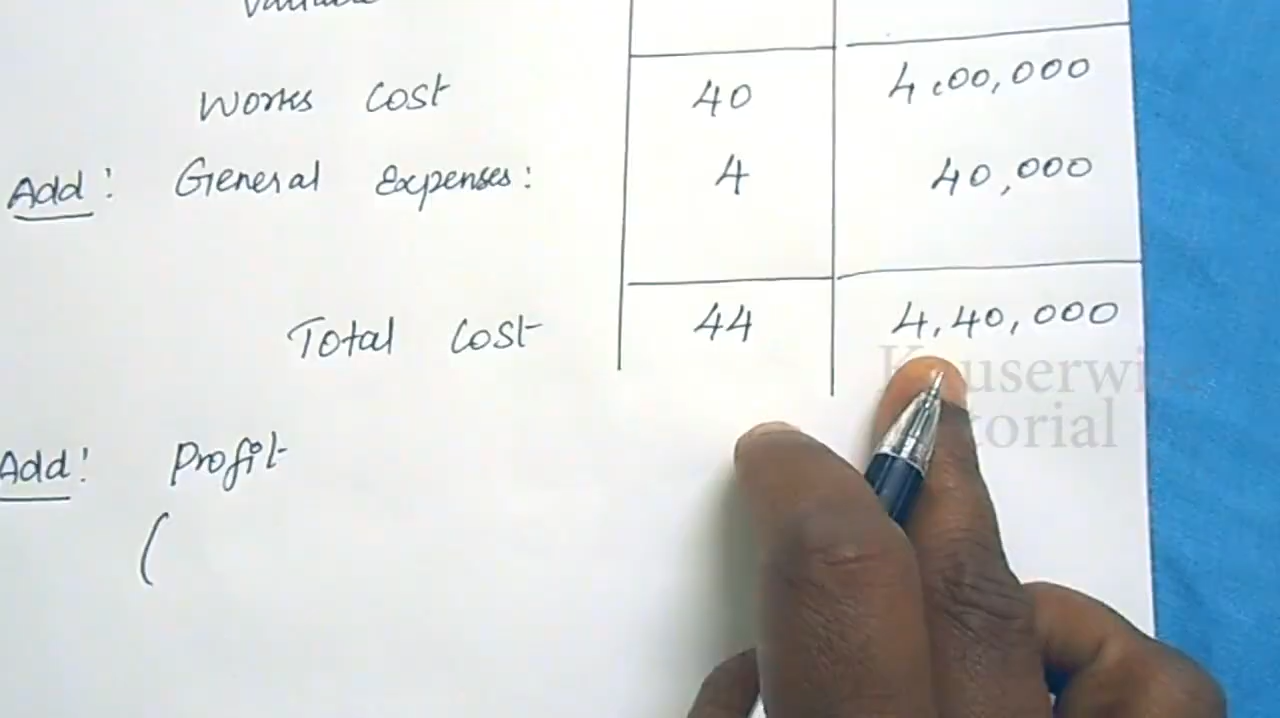 Works Cost 40 4,00,000
Add: General Expenses: 4 40,000
Total Cost 44 4,40,000
Add: Profit
(